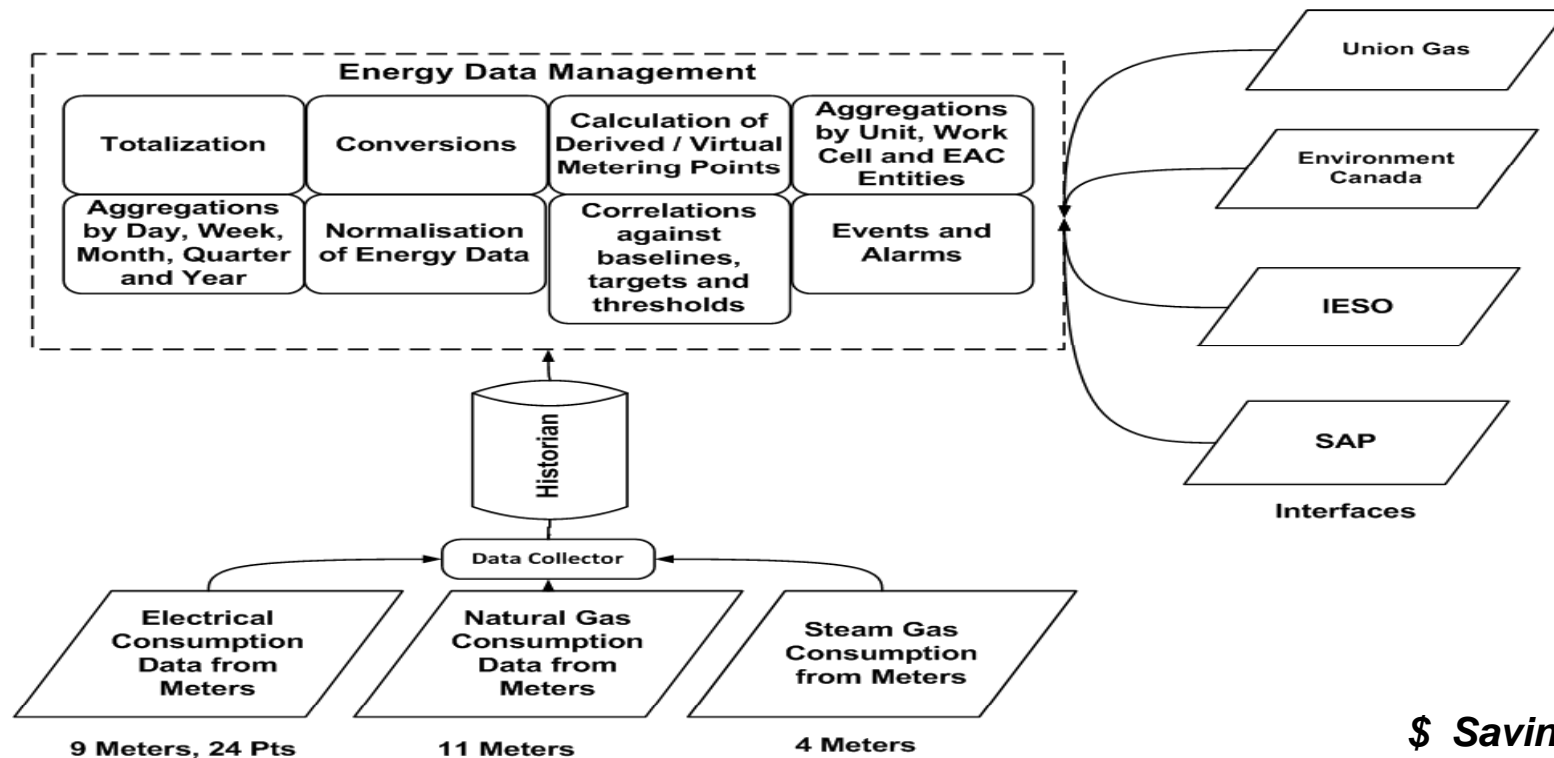 Energy Data Management
Totalization
Conversions
Calculation of
Derived / Virtual
Metering Points
Aggregations
by Unit, Work
Cell and EAC
Entities
Aggregations
by Day, Week,
Month, Quarter
and Year
Normalisation
of Energy Data
Correlations
against
baselines,
targets and
thresholds
Events and
Alarms
Union Gas
Environment
Canada
IESO
SAP
Interfaces
Historian
Data Collector
Electrical
Consumption
Data from
Meters
Natural Gas
Consumption
Data from
Meters
Steam Gas
Consumption
from Meters
9 Meters, 24 Pts
11 Meters
4 Meters
$ Savin